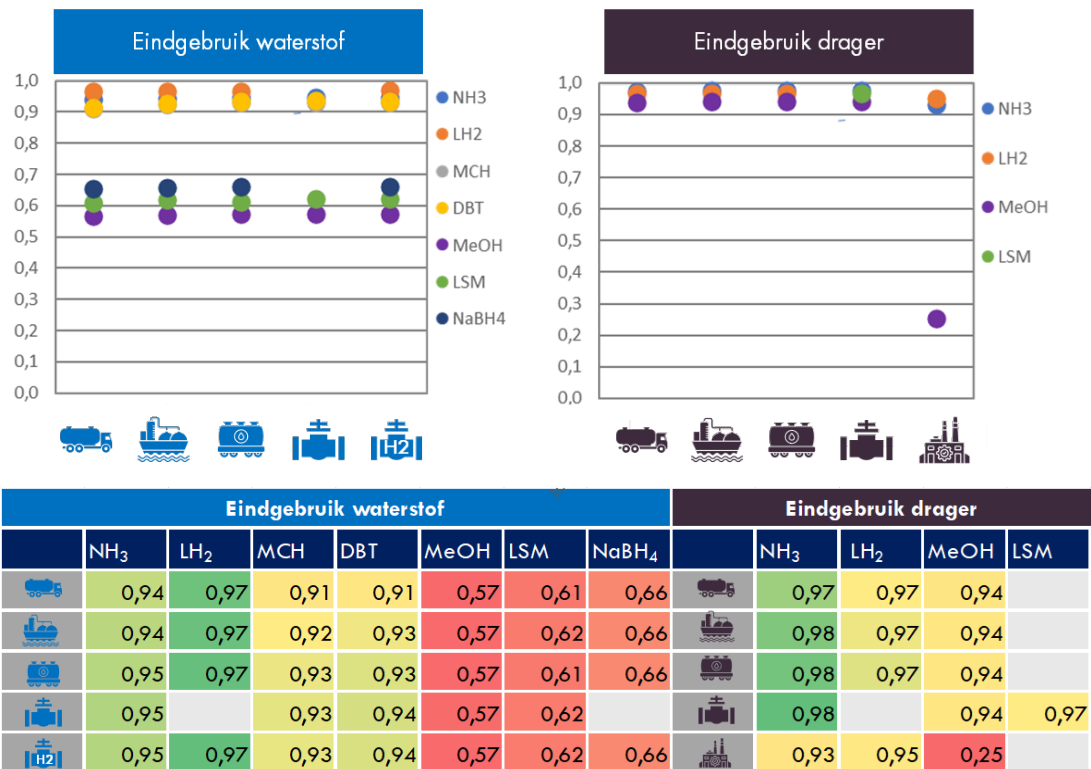 Eindgebruik waterstof
1,0
0,9
0,8
0,7
0,6
0,5
0,4
0,3
0,2
0,1
0,0
NH3
LH2
MCH
DBT
MeOH
LSM
NaBH4
H2
Eindgebruik drager
1,0
0,9
0,8
0,7
0,6
0,5
0,4
0,3
0,2
0,1
0,0
NH3
LH2
MeOH
LSM
Eindgebruik waterstof Eindgebruik drager
NH₃ LH₂ MCH DBT MeOH LSM NaBH₄ NH₃ LH₂ MeOH LSM
0,94 0,97 0,91 0,91 0,57 0,61 0,66 0,97 0,97 0,94
0,94 0,97 0,92 0,93 0,57 0,62 0,66 0,98 0,97 0,94
0,95 0,97 0,93 0,93 0,57 0,61 0,66 0,98 0,97 0,94
0,95 0,93 0,94 0,57 0,62 0,98 0,94 0,97
H2 0,95 0,97 0,93 0,94 0,57 0,62 0,66 0,93 0,95 0,25